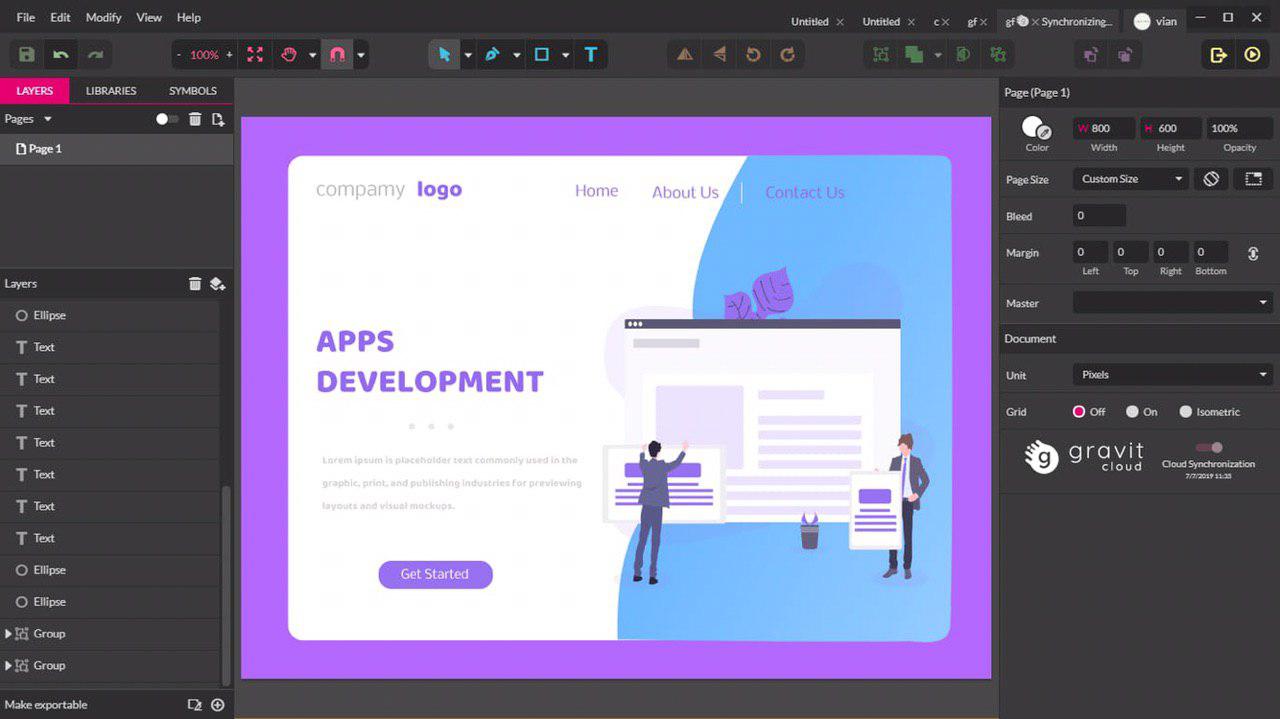 File Edit Modify View Help
Untitled × Untitled × c× gf× gf × Synchronizing... vian
- 100% +
T
LAYERS LIBRARIES SYMBOLS
Pages
Page 1
Layers
Ellipse
Text
Text
Text
Text
Text
Text
Text
Ellipse
Ellipse
Group
Group
Make exportable
compamy logo
Home About Us Contact Us
APPS
DEVELOPMENT
Lorem ipsum is placeholder text commonly used in the
graphic, print, and publishing industries for previewing
layouts and visual mockups.
Get Started
Page (Page 1)
W 800 H 600 100%
Color Width Height Opacity
Page Size Custom Size
Bleed 0
Margin 0 0 0 0
Left Top Right Bottom
Master
Document
Unit Pixels
Grid Off On Isometric
g gravit
cloud
Cloud Synchronization
7/7/2019 11:35